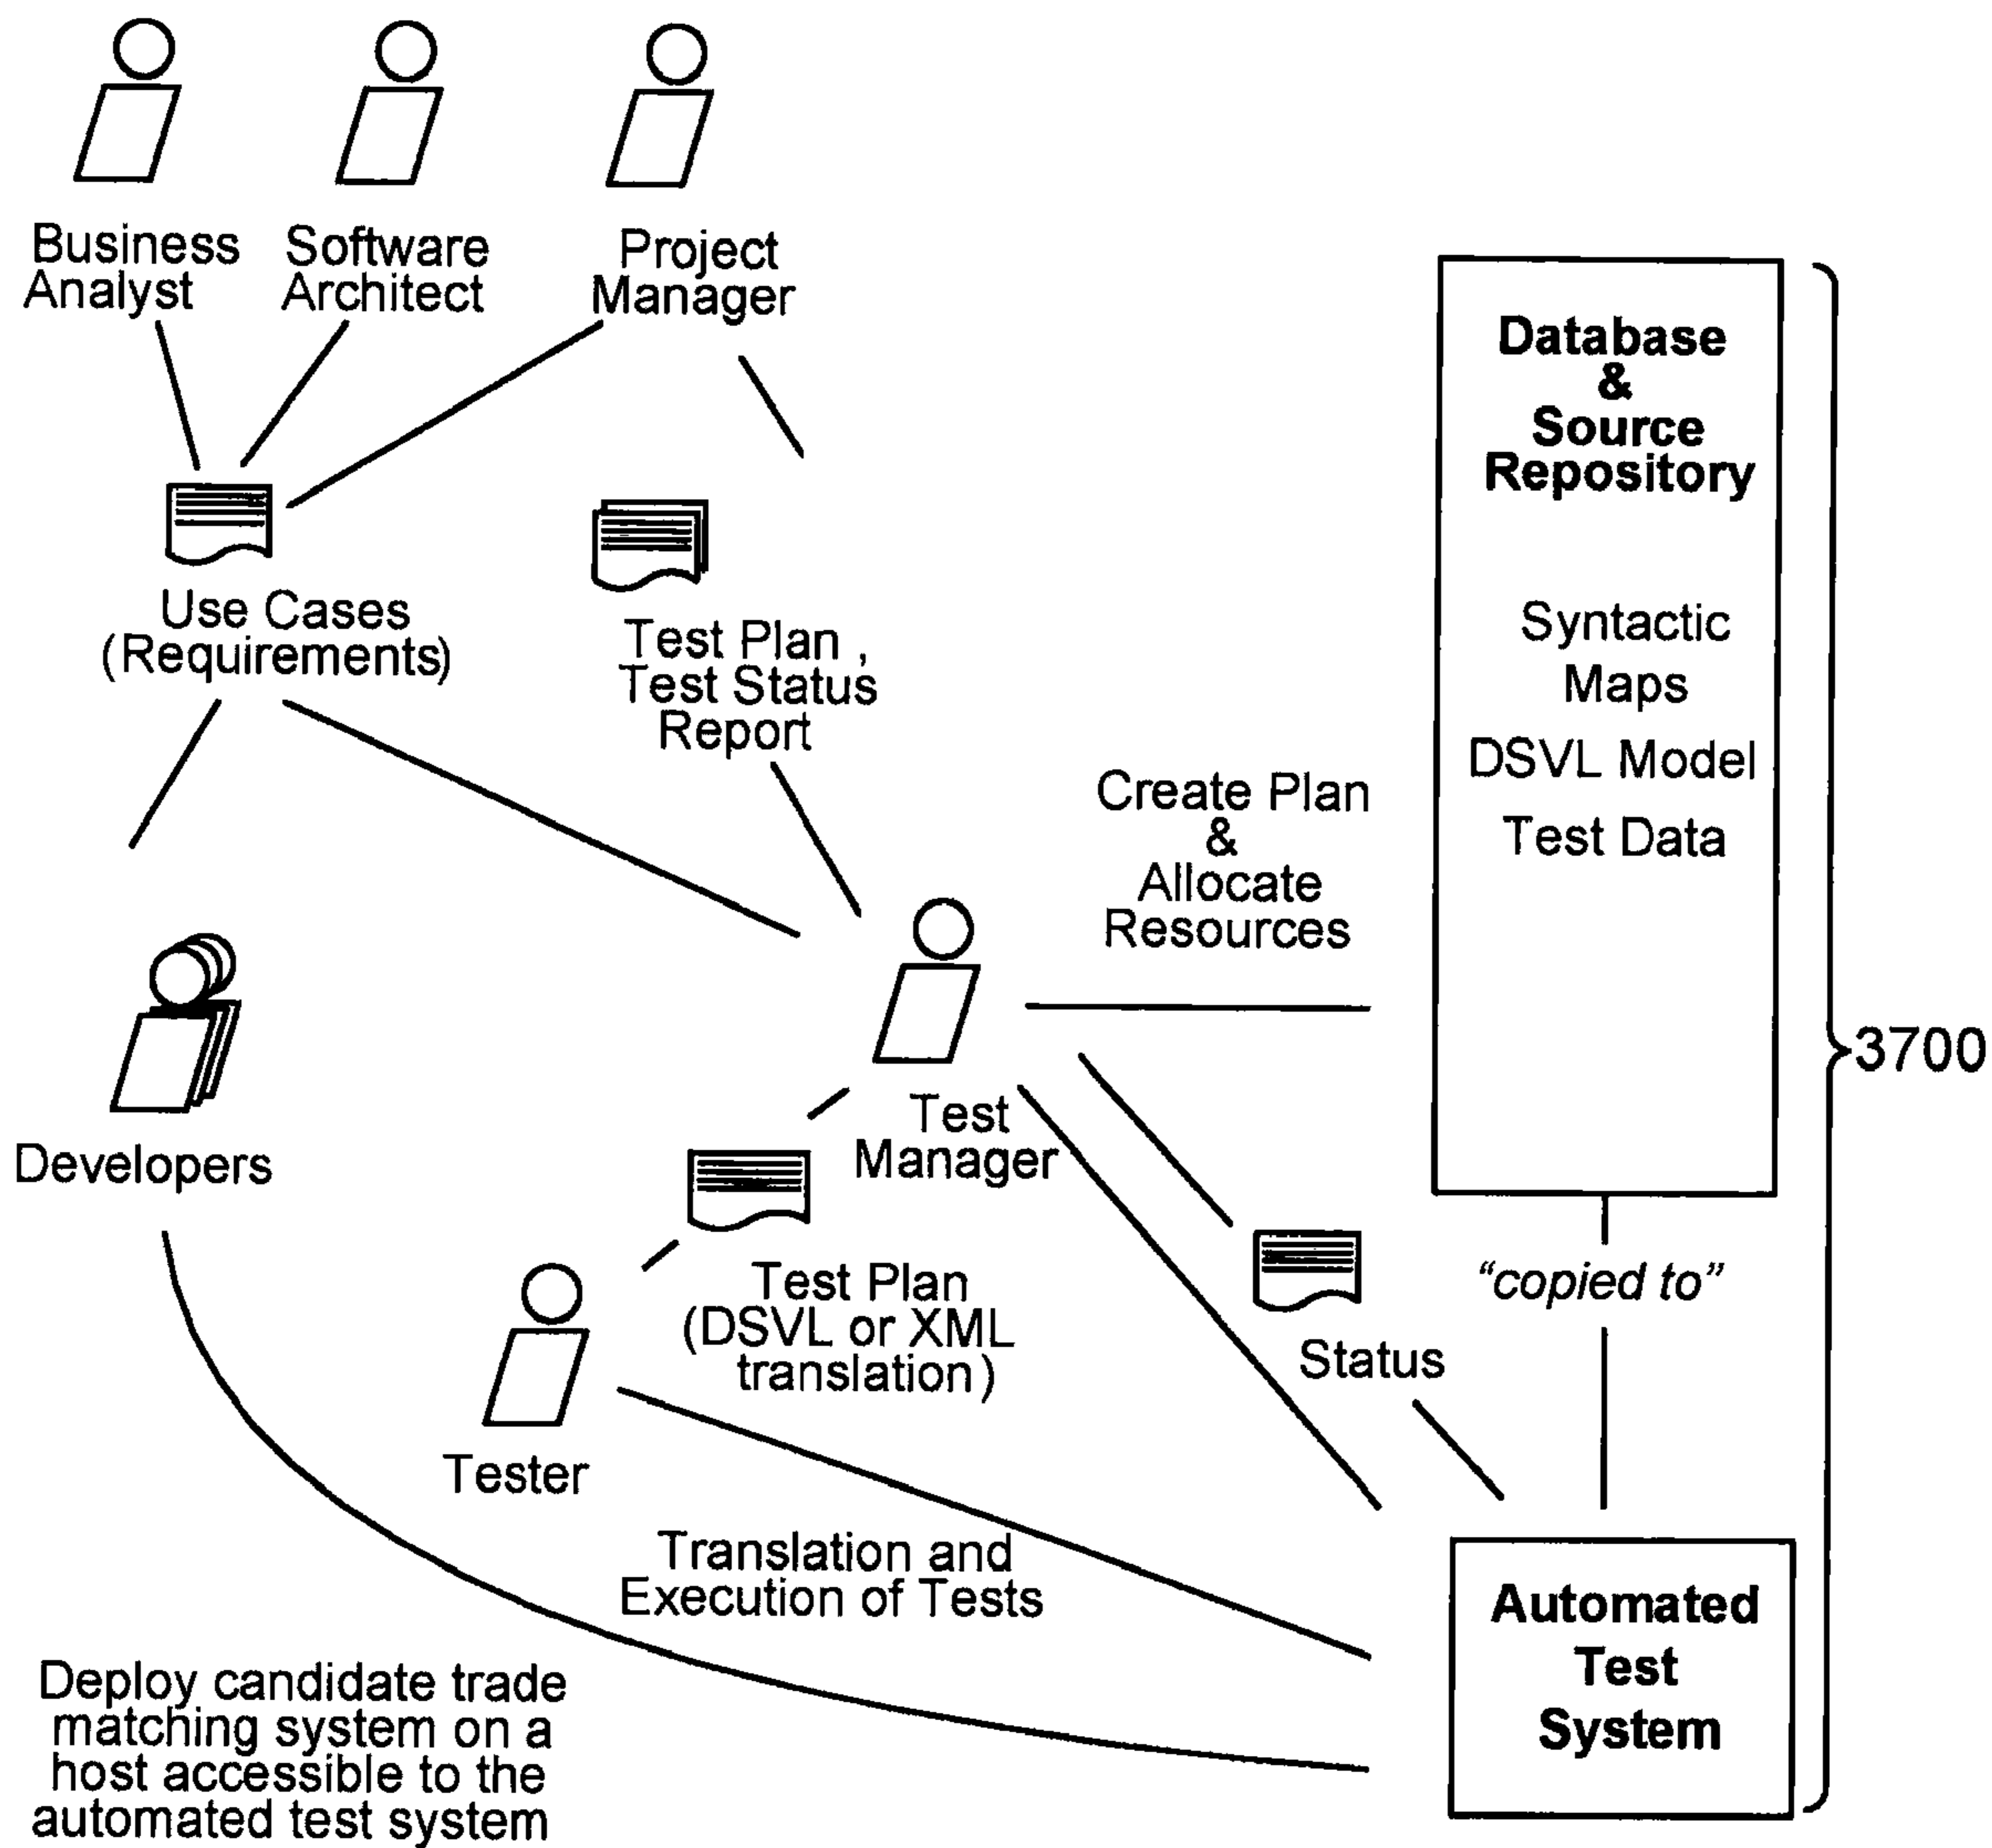 Business
Analyst
Software
Architect
Project
Manager
Database
&
Source
Repository
Syntactic
Maps
DSVL Model
Test Data
Use Cases
(Requirements)
Test Plan ,
Test Status
Report
Create Plan
&
Allocate
Resources
3700
Developers
Test
Manager
Test Plan
(DSVL or XML
translation)
"copied to"
Status
Tester
Translation and
Execution of Tests
Automated
Test
System
Deploy candidate trade
matching system on a
host accessible to the
automated test system